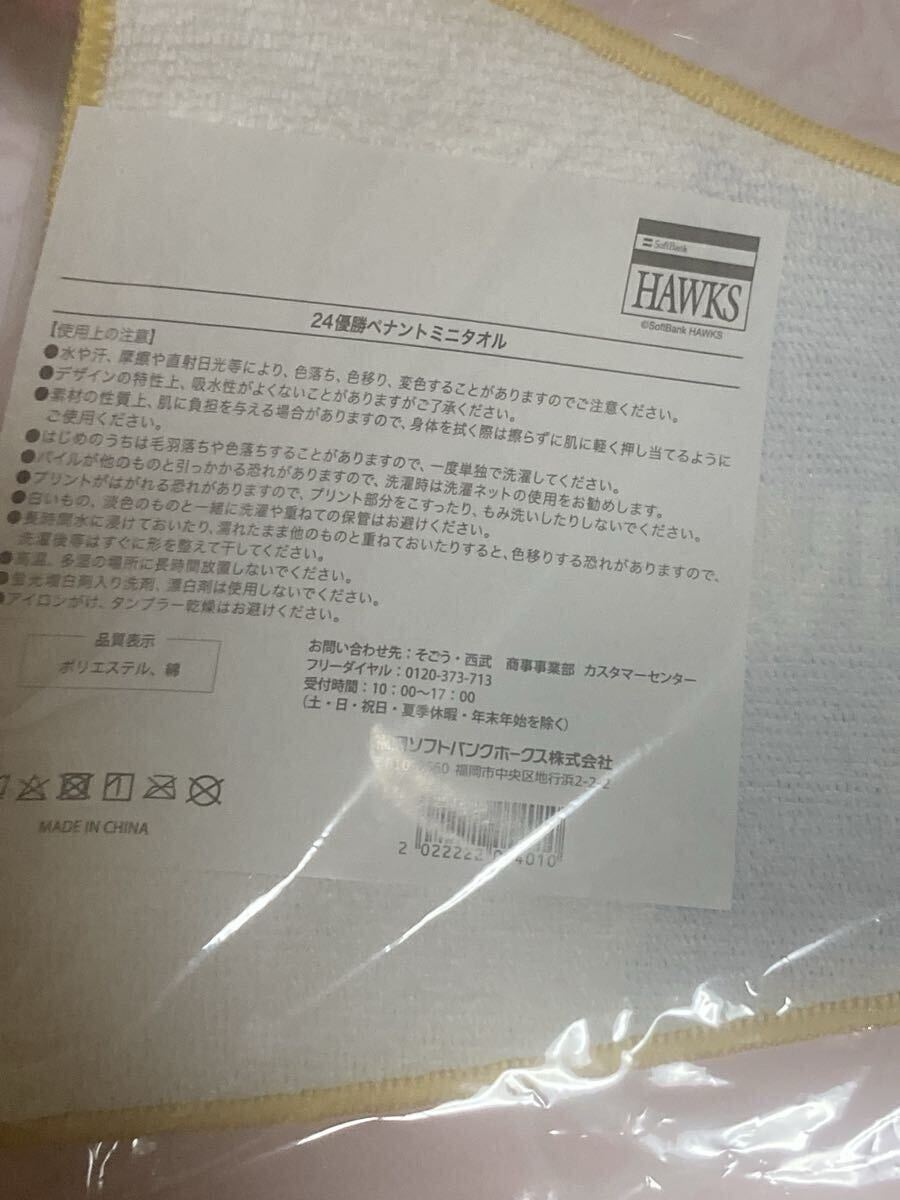 SoftBank
HAWKS
©SoftBank HAWKS
24優勝ペナントミニタオル
【使用上の注意】
●水や汗、摩擦や直射日光等により、色落ち、色移り、変色することがありますのでご注意ください。
●デザインの特性上、吸水性がよくないことがありますがご了承ください。
●素材の性質上、肌に負担を与える場合がありますので、身体を拭く際は擦らずに肌に軽く押し当てるように
ご使用ください。
●はじめのうちは毛羽落ちや色落ちすることがありますので、一度単独で洗濯してください。
●パイルが他のものと引っかかる恐れがありますので、洗濯時は洗濯ネットの使用をお勧めします。
●プリントがはがれる恐れがありますので、プリント部分をこすったり、もみ洗いしたりしないでください。
●白いもの、淡色のものと一緒に洗濯や重ねての保管はお避けください。
●長時間水に浸けておいたり、濡れたまま他のものと重ねておいたりすると、色移りする恐れがありますので、
洗濯後等はすぐに形を整えて干してください。
●高温、多湿の場所に長時間放置しないでください。
●蛍光増白剤入り洗剤、漂白剤は使用しないでください。
●アイロンがけ、タンブラー乾燥はお避けください。
品質表示
ポリエステル、綿
お問い合わせ先：そごう・西武 商事事業部 カスタマーセンター
フリーダイヤル：0120-373-713
受付時間：10：00～17：00
（土・日・祝日・夏季休暇・年末年始を除く）
ソフトバンクホークス株式会社
福岡市中央区地行浜2-2-2
MADE IN CHINA
2 022222 4010